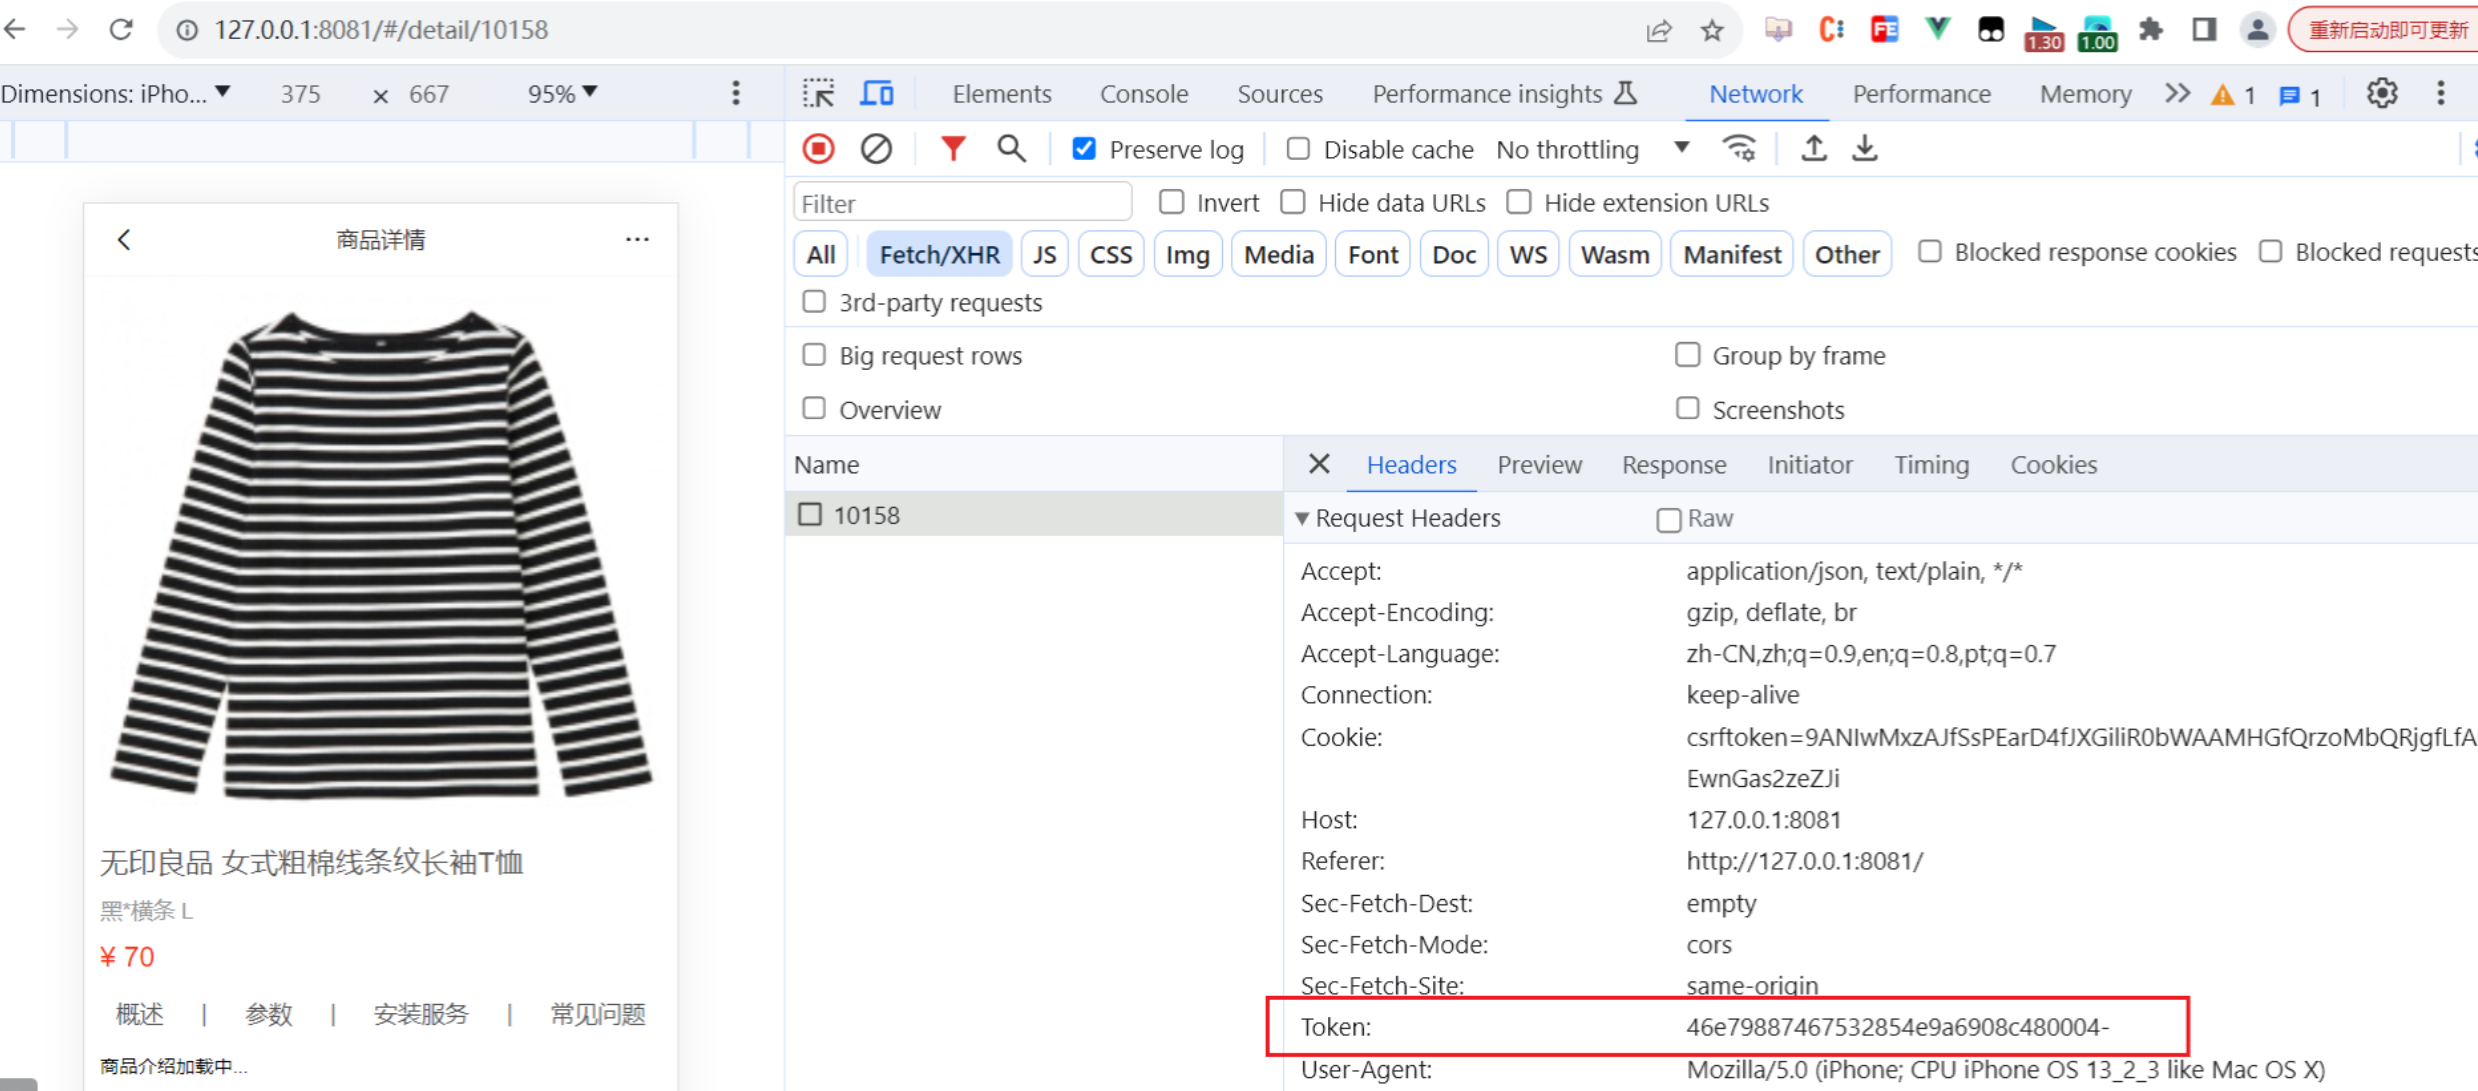 127.0.0.1:8081/#/detail/10158
1.30
1.00
重新启动即可更新
Dimensions: iPho... 375 × 667 95%
Elements Console Sources Performance insights Network Performance Memory 1 1
Preserve log Disable cache No throttling
Filter Invert Hide data URLs Hide extension URLs
All Fetch/XHR JS CSS Img Media Font Doc WS Wasm Manifest Other Blocked response cookies Blocked requests
3rd-party requests
Big request rows Group by frame
Overview Screenshots
Name
10158
× Headers Preview Response Initiator Timing Cookies
Request Headers Raw
Accept: application/json, text/plain, */*
Accept-Encoding: gzip, deflate, br
Accept-Language: zh-CN,zh;q=0.9,en;q=0.8,pt;q=0.7
Connection: keep-alive
Cookie: csrftoken=9ANIwMxzAJfSsPEarD4fJXGiliR0bWAAMHGfQrzoMbQRjgfLfA
EwnGas2zeZJi
Host: 127.0.0.1:8081
Referer: http://127.0.0.1:8081/
Sec-Fetch-Dest: empty
Sec-Fetch-Mode: cors
Sec-Fetch-Site: same-origin
Token: 46e79887467532854e9a6908c480004-
User-Agent: Mozilla/5.0 (iPhone; CPU iPhone OS 13_2_3 like Mac OS X)
商品详情
无印良品 女式粗棉线条纹长袖T恤
黑*横条 L
¥ 70
概述 | 参数 | 安装服务 | 常见问题
商品介绍加载中...